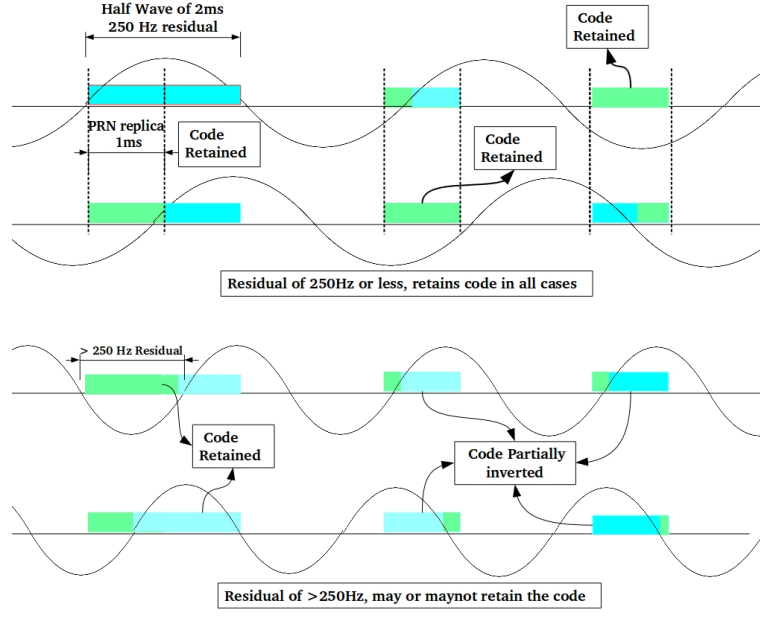 Half Wave of 2ms
250 Hz residual
Code
Retained
PRN replica
1ms
Code
Retained
Code
Retained
Residual of 250Hz or less, retains code in all cases
> 250 Hz Residual
Code
Retained
Code Partially
inverted
Residual of >250Hz, may or maynot retain the code